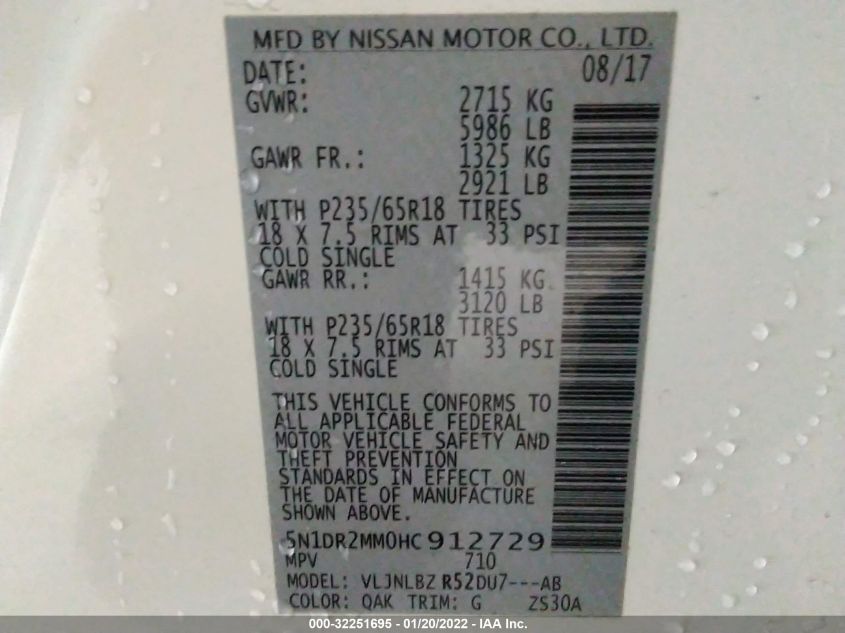 MFD BY NISSAN MOTOR CO., LTD.
DATE: 08/17
GVWR: 2715 KG
5986 LB
GAWR FR.: 1325 KG
2921 LB
WITH P235/65R18 TIRES
18 X 7.5 RIMS AT 33 PSI
COLD SINGLE
GAWR RR.: 1415 KG
3120 LB
WITH P235/65R18 TIRES
18 X 7.5 RIMS AT 33 PSI
COLD SINGLE
THIS VEHICLE CONFORMS TO
ALL APPLICABLE FEDERAL
MOTOR VEHICLE SAFETY AND
THEFT PREVENTION
STANDARDS IN EFFECT ON
THE DATE OF MANUFACTURE
SHOWN ABOVE.
5N1DR2MM0HC912729
MPV 710
MODEL: VLJNLBZ R52DU7---AB
COLOR: QAK TRIM: G ZS30A
000-32251695 - 01/20/2022 - IAA Inc.